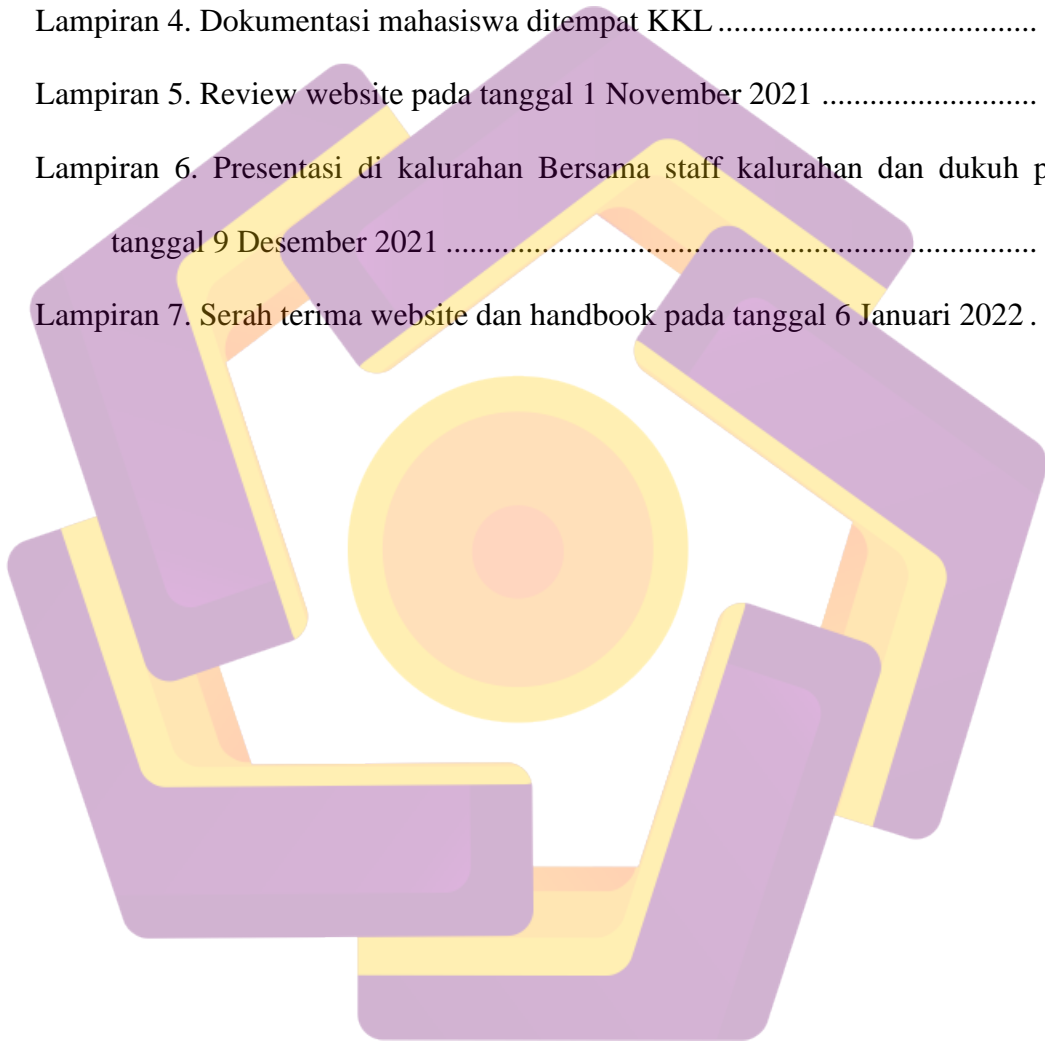 Lampiran 4. Dokumentasi mahasiswa ditempat KKL ....................................
Lampiran 5. Review website pada tanggal 1 November 2021 ........................
Lampiran 6. Presentasi di kalurahan Bersama staff kalurahan dan dukuh p
tanggal 9 Desember 2021 ...................................................................
Lampiran 7. Serah terima website dan handbook pada tanggal 6 Januari 2022 .